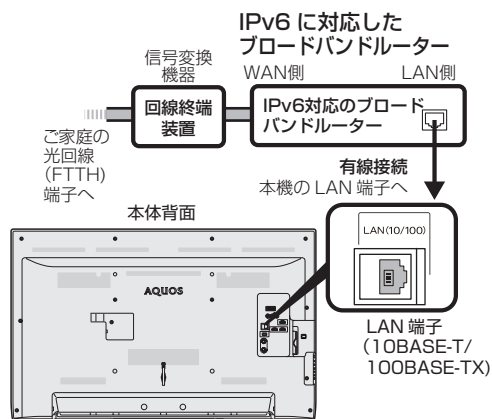 IPv6 に対応した
ブロードバンドルーター
信号変換
機器
WAN側
LAN側
回線終端
装置
IPv6対応のブロード
バンドルーター
ご家庭の
光回線
(FTTH)
端子へ
有線接続
本機の LAN 端子へ
本体背面
LAN(10/100)
AQUOS
LAN 端子
(10BASE-T/
100BASE-TX)